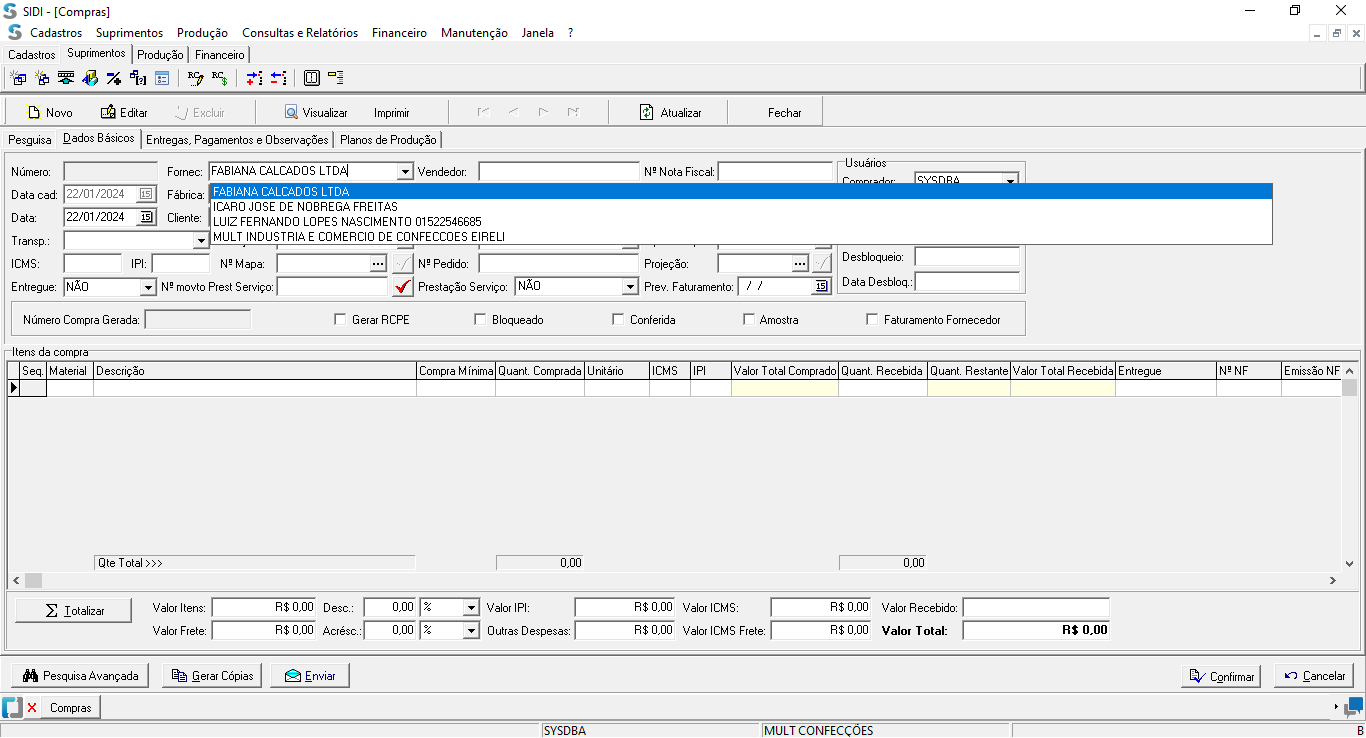 SIDI - [Compras]
Cadastros Suprimentos Produção Consultas e Relatórios Financeiro Manutenção Janela ?
Cadastros Suprimentos Produção Financeiro
Novo Editar Excluir Visualizar Imprimir Atualizar Fechar
Pesquisa Dados Básicos Entregas, Pagamentos e Observações Planos de Produção
Número: Fornec: FABIANA CALCADOS LTDA Vendedor: Nº Nota Fiscal: Usuários
Comprador: SYSDBA
Data cad: 22/01/2024 15 Fábrica: FABIANA CALCADOS LTDA
ICARO JOSE DE NOBREGA FREITAS
Data: 22/01/2024 15 Cliente: LUIZ FERNANDO LOPES NASCIMENTO 01522546685
MULT INDUSTRIA E COMERCIO DE CONFECCOES EIRELI
Transp.:
ICMS: IPI: Nº Mapa: ... Nº Pedido: Projeção: ... Desbloqueio:
Entregue: NÃO Nº movto Prest Serviço: Prestação Serviço: NÃO Prev. Faturamento: / / 15 Data Desbloq.:
Número Compra Gerada: Gerar RCPE Bloqueado Conferida Amostra Faturamento Fornecedor
Itens da compra
Seq. Material Descrição Compra Mínima Quant. Comprada Unitário ICMS IPI Valor Total Comprado Quant. Recebida Quant. Restante Valor Total Recebida Entregue Nº NF Emissão NF
Qte Total >>> 0,00 0,00
Totalizar Valor Itens: R$ 0,00 Desc.: 0,00 % Valor IPI: R$ 0,00 Valor ICMS: R$ 0,00 Valor Recebido:
Valor Frete: R$ 0,00 Acrésc.: 0,00 % Outras Despesas: R$ 0,00 Valor ICMS Frete: R$ 0,00 Valor Total: R$ 0,00
Pesquisa Avançada Gerar Cópias Enviar Confirmar Cancelar
Compras
SYSDBA MULT CONFECÇÕES B